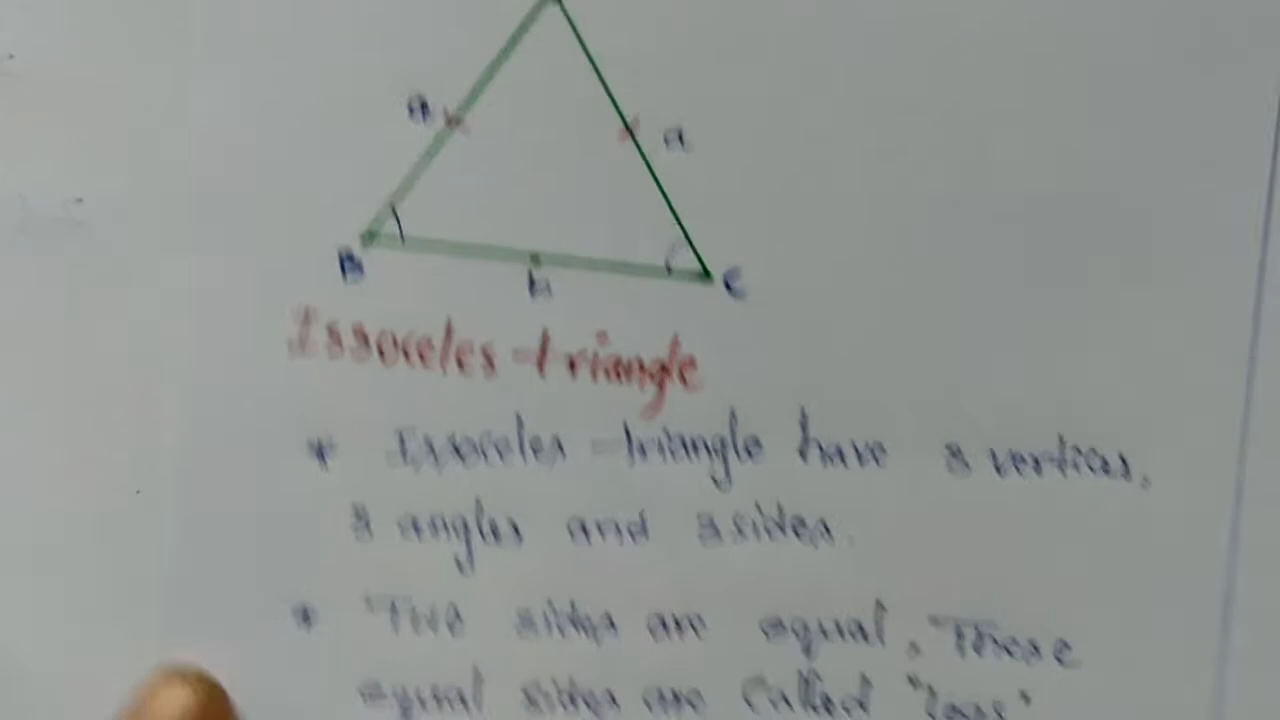 a a
B b C
Issoceles triangle
* Issoceles triangle have 3 vertices,
3 angles and 3 sides.
* Two sides are equal. These
equal sides are called "legs"